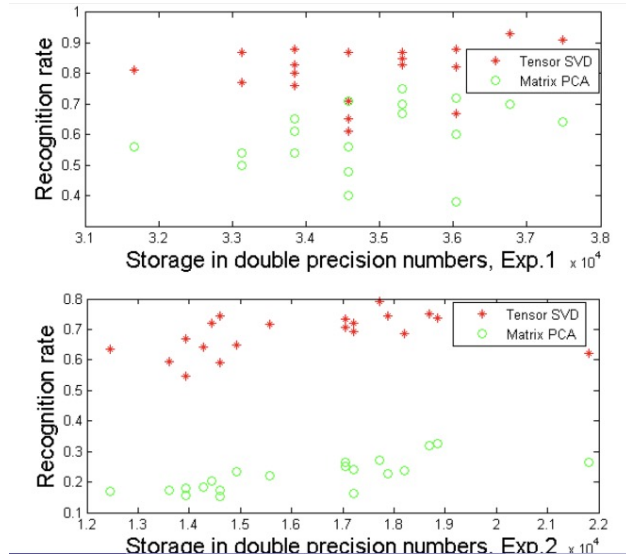 1
0.9
0.8
0.7
0.6
0.5
0.4
Recognition rate
Tensor SVD
Matrix PCA
3.1 3.2 3.3 3.4 3.5 3.6 3.7 3.8
Storage in double precision numbers, Exp.1 x 10^4
0.8
0.7
0.6
0.5
0.4
0.3
0.2
0.1
Recognition rate
Tensor SVD
Matrix PCA
1.2 1.3 1.4 1.5 1.6 1.7 1.8 1.9 2 2.1 2.2
Storage in double precision numbers, Exp.2 x 10^4